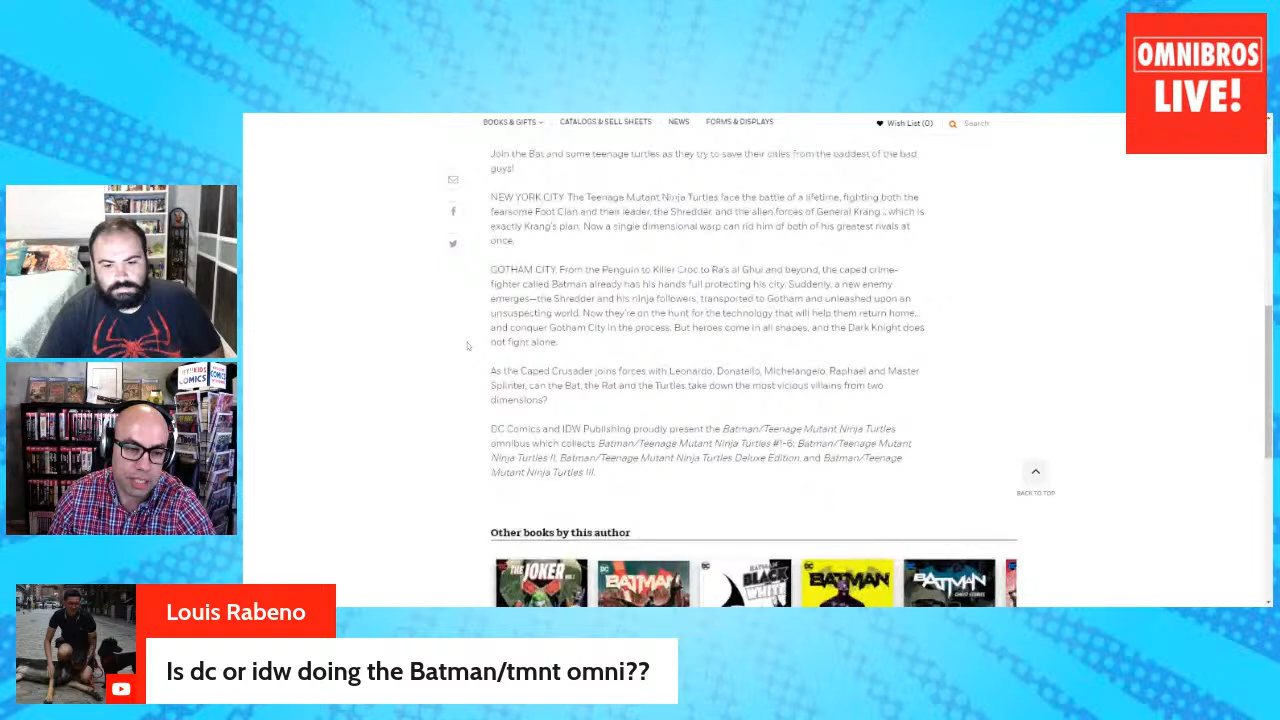 OMNIBROS
LIVE!
BOOKS & GIFTS
CATALOGS & SELL SHEETS
NEWS
FORMS & DISPLAYS
Wish List (0)
Search
Join the Bat and some teenage turtles as they try to save their cities from the baddest of the bad
guys!
NEW YORK CITY. The Teenage Mutant Ninja Turtles face the battle of a lifetime, fighting both the
fearsome Foot Clan and their leader, the Shredder, and the alien forces of General Krang... which is
exactly Krang's plan. Now a single dimensional warp can rid him of both of his greatest rivals at
once.
GOTHAM CITY. From the Penguin to Killer Croc to Ra's al Ghul and beyond, the caped crime-
fighter called Batman already has his hands full protecting his city. Suddenly, a new enemy
emerges—the Shredder and his ninja followers, transported to Gotham and unleashed upon an
unsuspecting world. Now they're on the hunt for the technology that will help them return home...
and conquer Gotham City in the process. But heroes come in all shapes, and the Dark Knight does
not fight alone.
As the Caped Crusader joins forces with Leonardo, Donatello, Michelangelo, Raphael and Master
Splinter, can the Bat, the Rat and the Turtles take down the most vicious villains from two
dimensions?
DC Comics and IDW Publishing proudly present the Batman/Teenage Mutant Ninja Turtles
omnibus which collects Batman/Teenage Mutant Ninja Turtles #1-6; Batman/Teenage Mutant
Ninja Turtles II; Batman/Teenage Mutant Ninja Turtles Deluxe Edition; and Batman/Teenage
Mutant Ninja Turtles III.
BACK TO TOP
Other books by this author
THE JOKER
BATMAN
BATMAN BLACK WHITE
BATMAN
BATMAN
GHOST STORIES
COMICS
Louis Rabeno
Is dc or idw doing the Batman/tmnt omni??